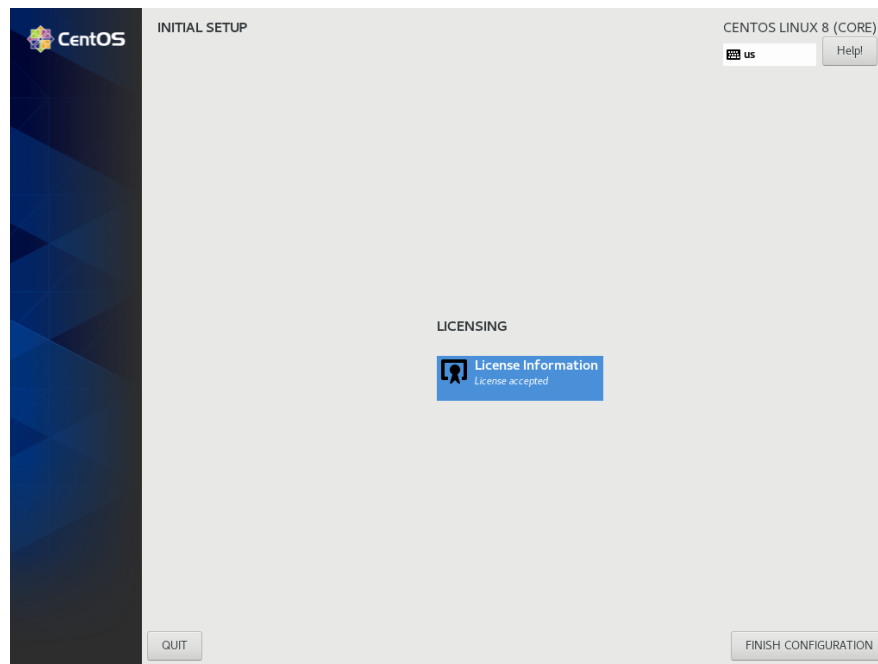 CentOS
INITIAL SETUP
CENTOS LINUX 8 (CORE)
us
Help!
LICENSING
License Information
License accepted
QUIT
FINISH CONFIGURATION